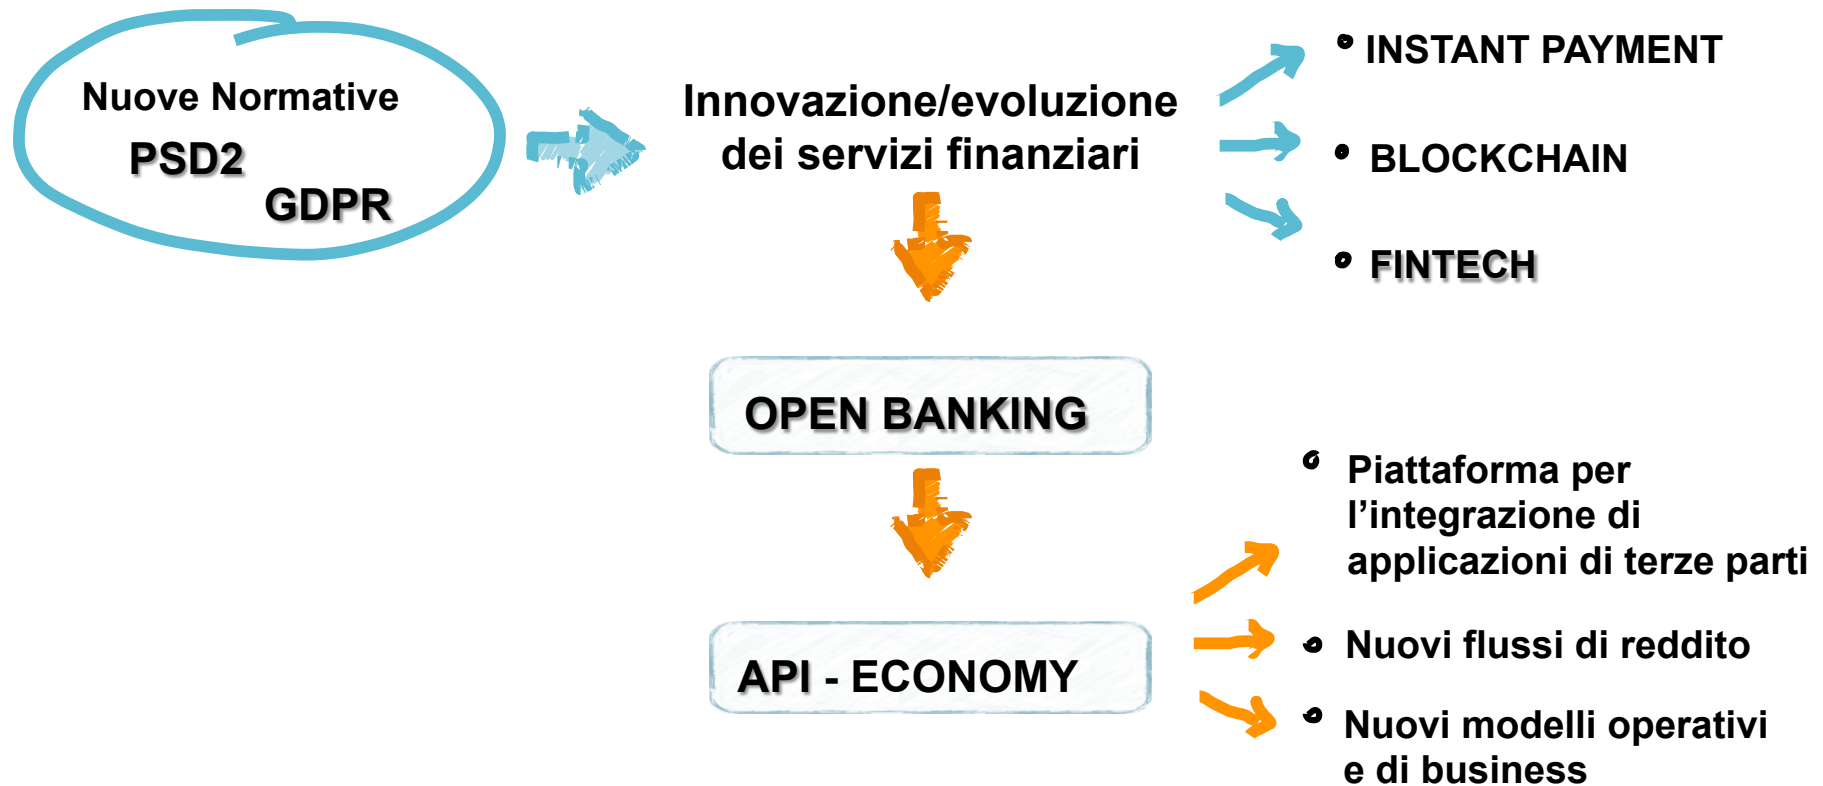 Nuove Normative
PSD2
GDPR
Innovazione/evoluzione
dei servizi finanziari
INSTANT PAYMENT
BLOCKCHAIN
FINTECH
OPEN BANKING
API - ECONOMY
Piattaforma per
l’integrazione di
applicazioni di terze parti
Nuovi flussi di reddito
Nuovi modelli operativi
e di business